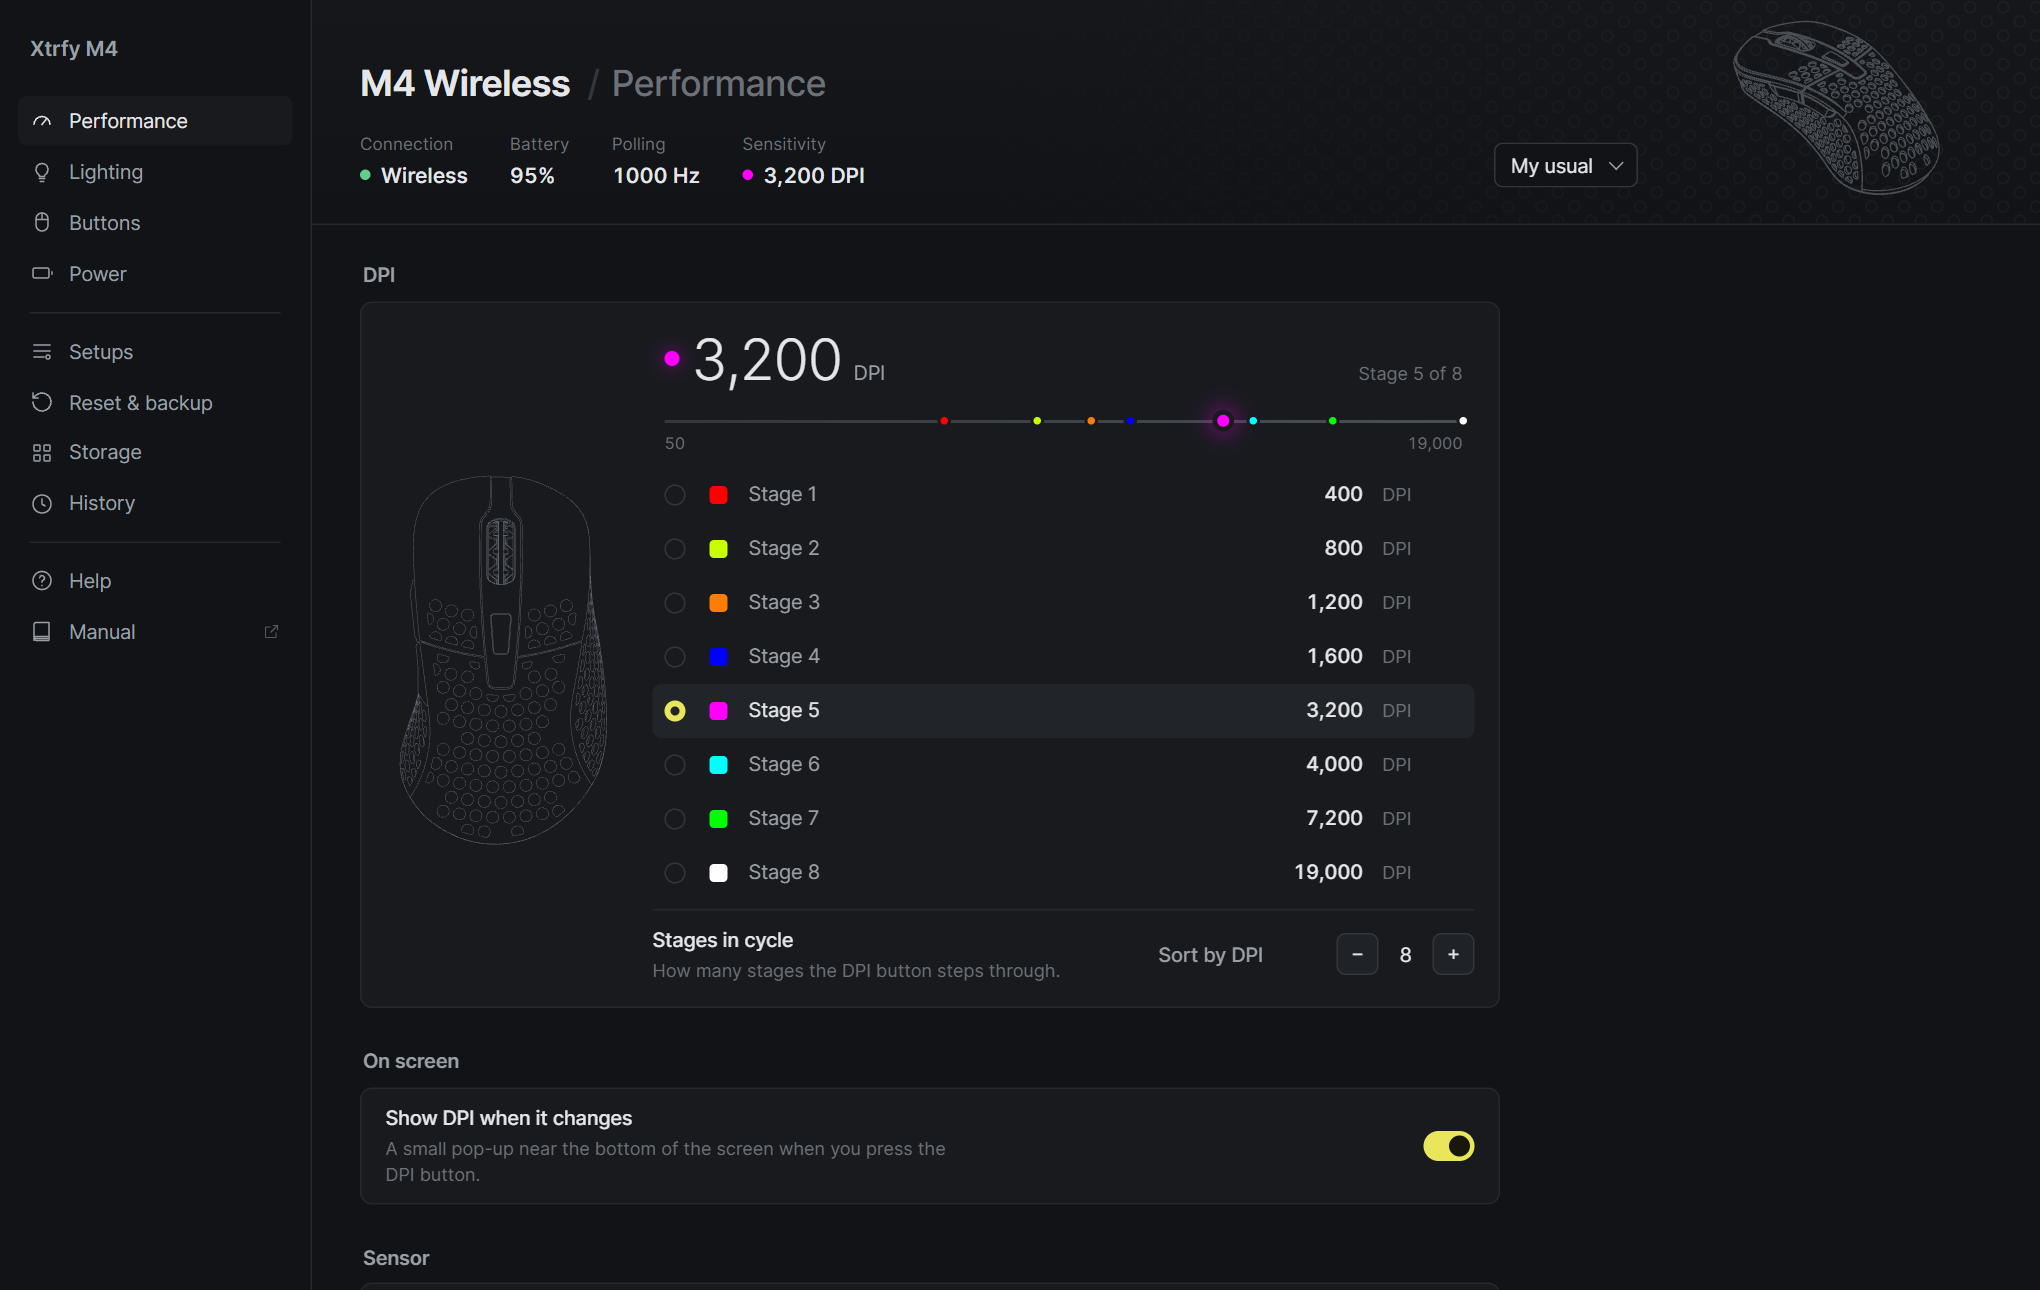 Xtrfy M4
Performance
Lighting
Buttons
Power
Setups
Reset & backup
Storage
History
Help
Manual
M4 Wireless / Performance
Connection Battery Polling Sensitivity
Wireless 95% 1000 Hz 3,200 DPI
My usual
DPI
3,200 DPI
Stage 5 of 8
50 19,000
Stage 1 400 DPI
Stage 2 800 DPI
Stage 3 1,200 DPI
Stage 4 1,600 DPI
Stage 5 3,200 DPI
Stage 6 4,000 DPI
Stage 7 7,200 DPI
Stage 8 19,000 DPI
Stages in cycle
How many stages the DPI button steps through.
Sort by DPI − 8 +
On screen
Show DPI when it changes
A small pop-up near the bottom of the screen when you press the
DPI button.
Sensor